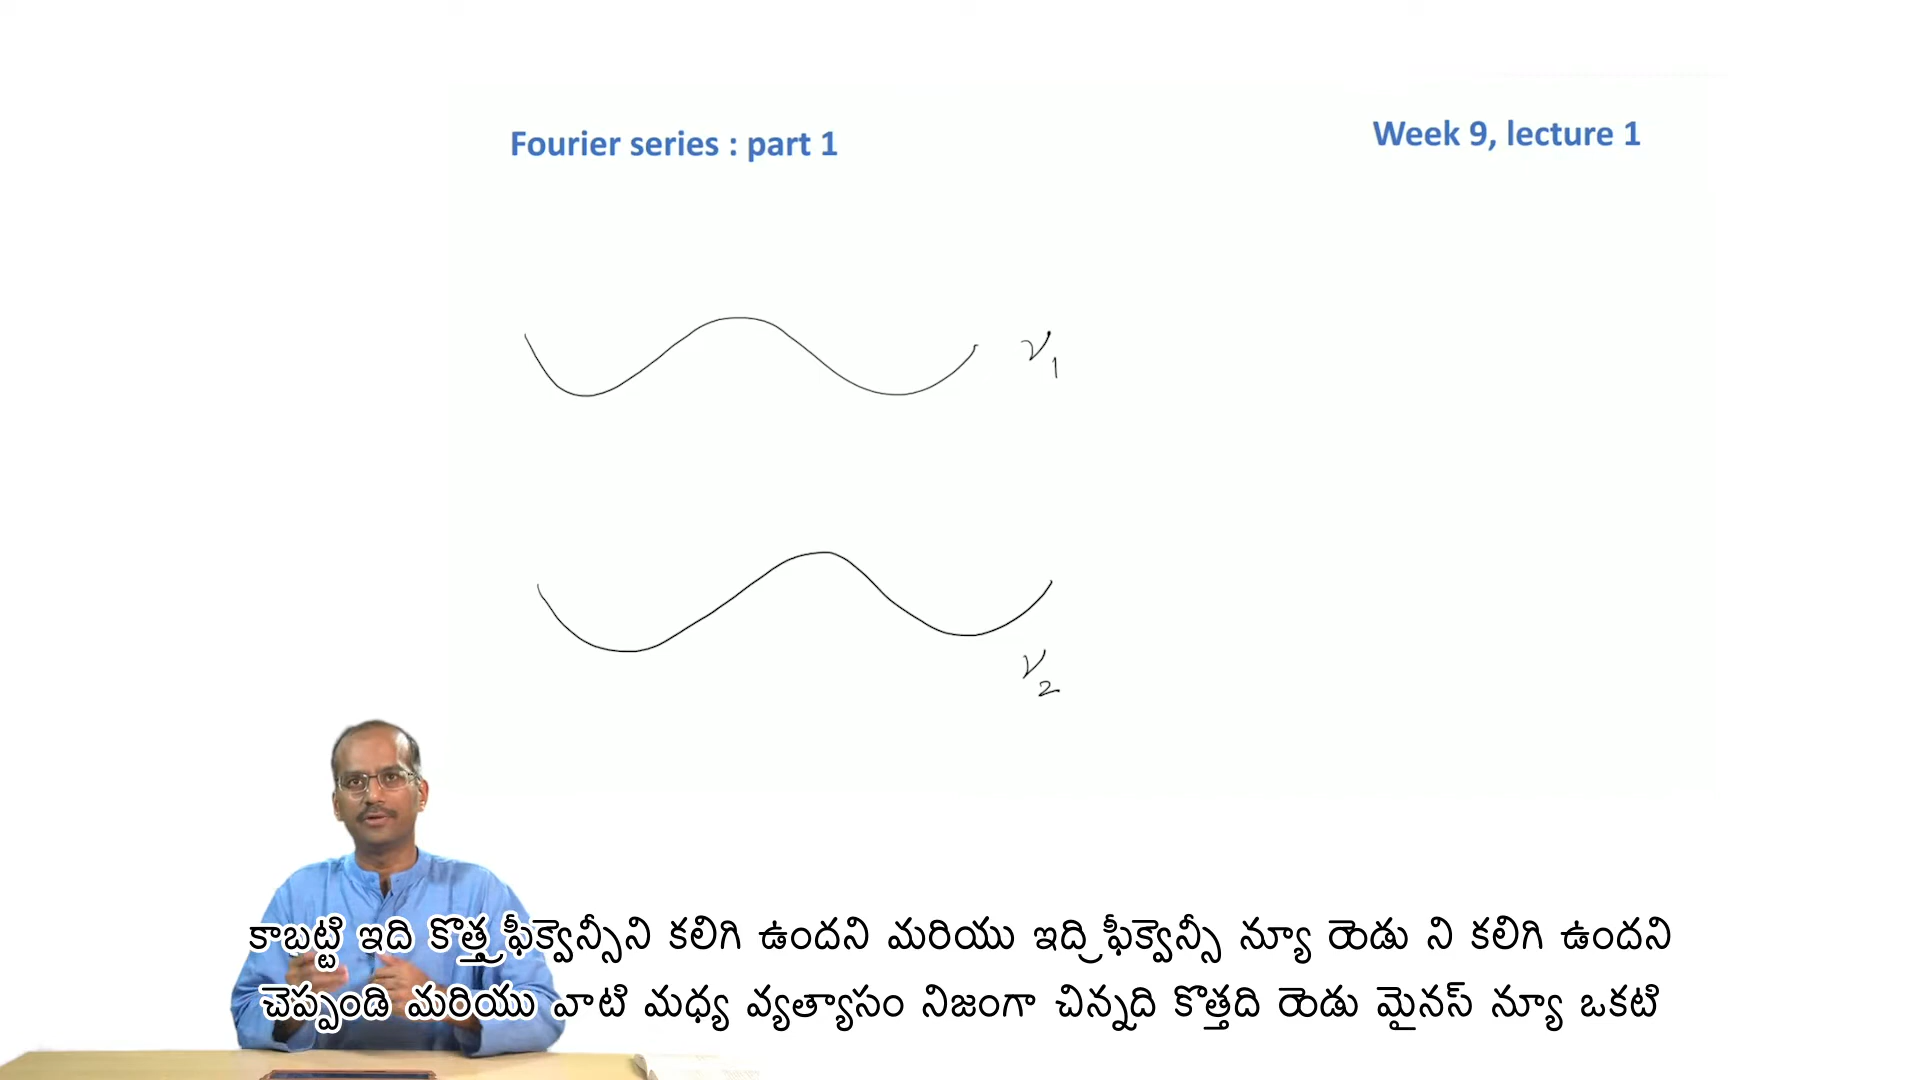 Fourier series : part 1
Week 9, lecture 1
ν1
ν2
కాబట్టి ఇది కొత్త ఫ్రీక్వెన్సీని కలిగి ఉందని మరియు ఇది ఫ్రీక్వెన్సీ న్యూ రెండు ని కలిగి ఉందని
చెప్పండి మరియు వాటి మధ్య వ్యత్యాసం నిజంగా చిన్నది కొత్తది రెండు మైనస్ న్యూ ఒకటి